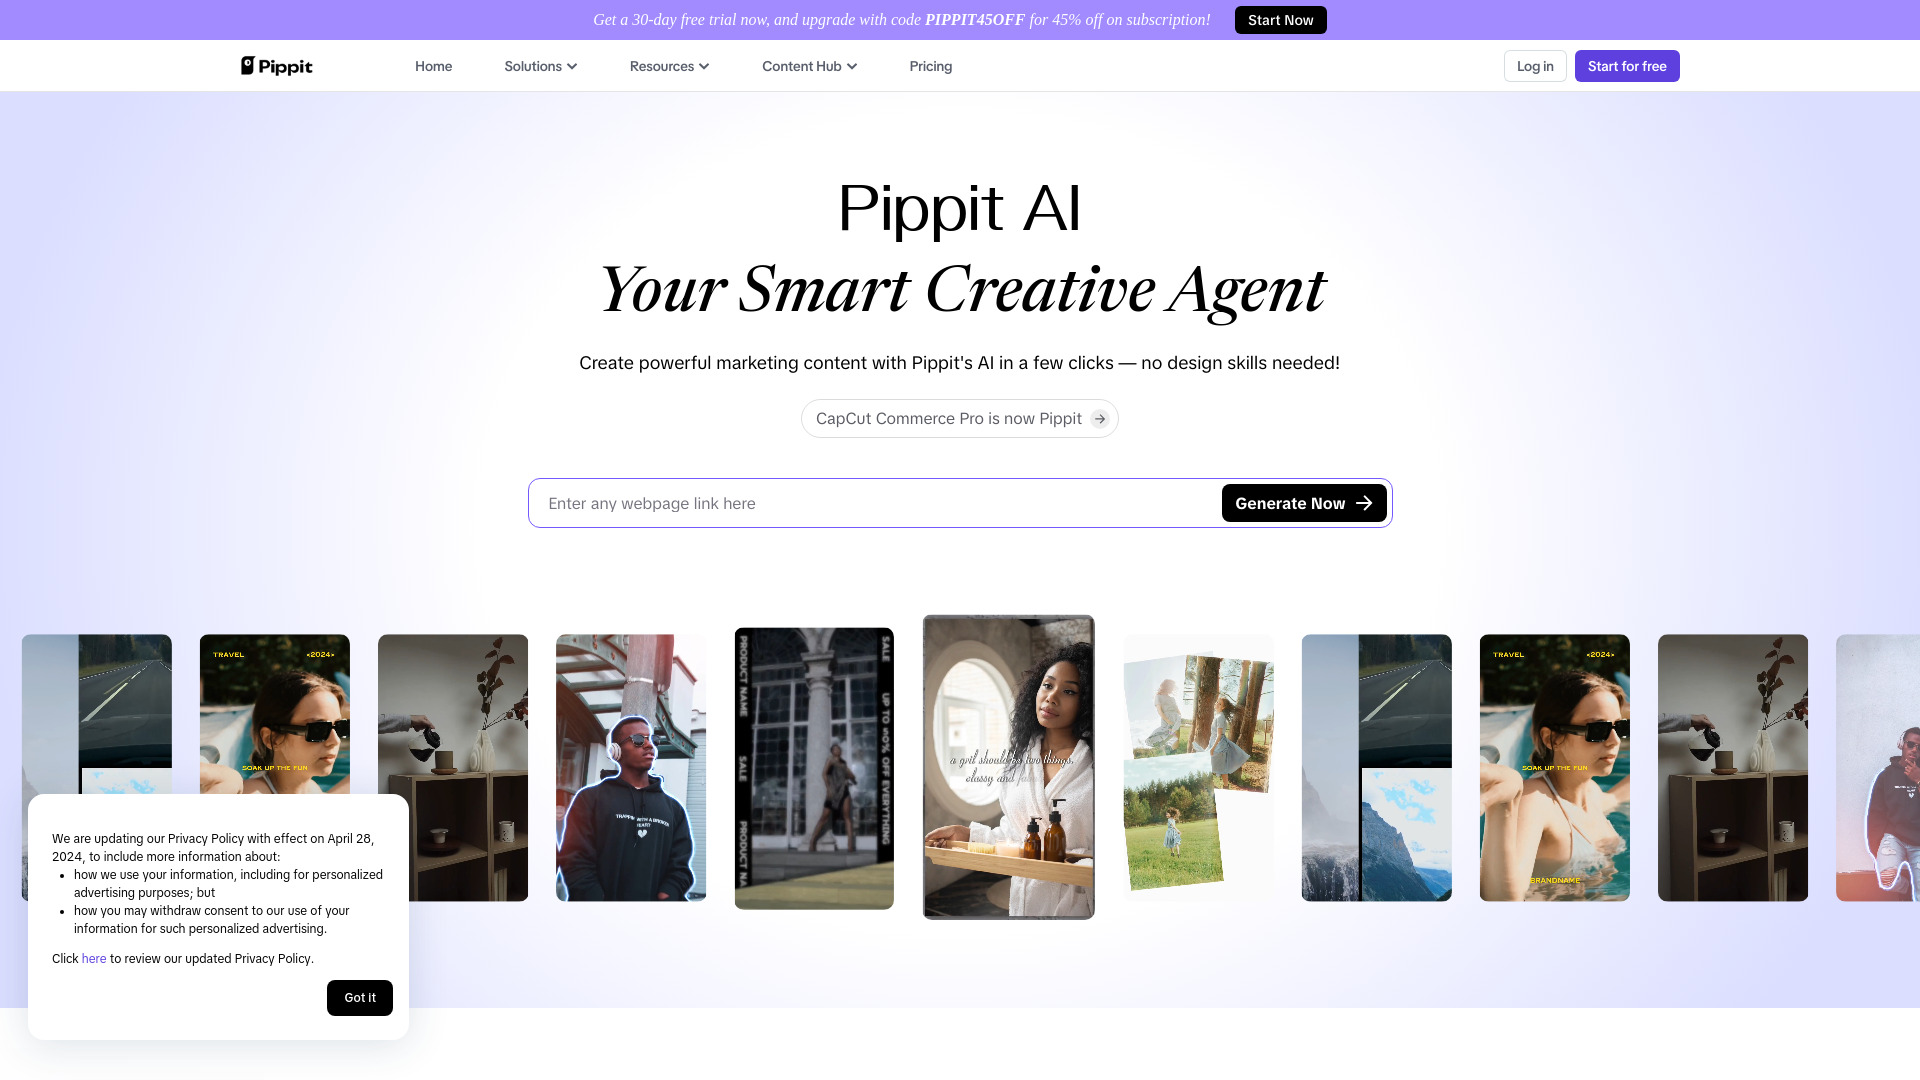 Get a 30-day free trial now, and upgrade with code PIPPIT45OFF for 45% off on subscription!
Start Now
Pippit
Home
Solutions
Resources
Content Hub
Pricing
Log in
Start for free
Pippit AI
Your Smart Creative Agent
Create powerful marketing content with Pippit's AI in a few clicks — no design skills needed!
CapCut Commerce Pro is now Pippit
Enter any webpage link here
Generate Now
TRAVEL
<2024>
SOAK UP THE FUN
TRAPPIN WITH A BROKEN
HEART
PRODUCT NAME
SALE
PRODUCT NA
SALE
UP TO 50% OFF EVERYTHING
a girl should be two things:
classy and
TRAVEL
<2024>
SOAK UP THE FUN
BRANDNAME
We are updating our Privacy Policy with effect on April 28,
2024, to include more information about:
how we use your information, including for personalized
advertising purposes; but
how you may withdraw consent to our use of your
information for such personalized advertising.
Click here to review our updated Privacy Policy.
Got it